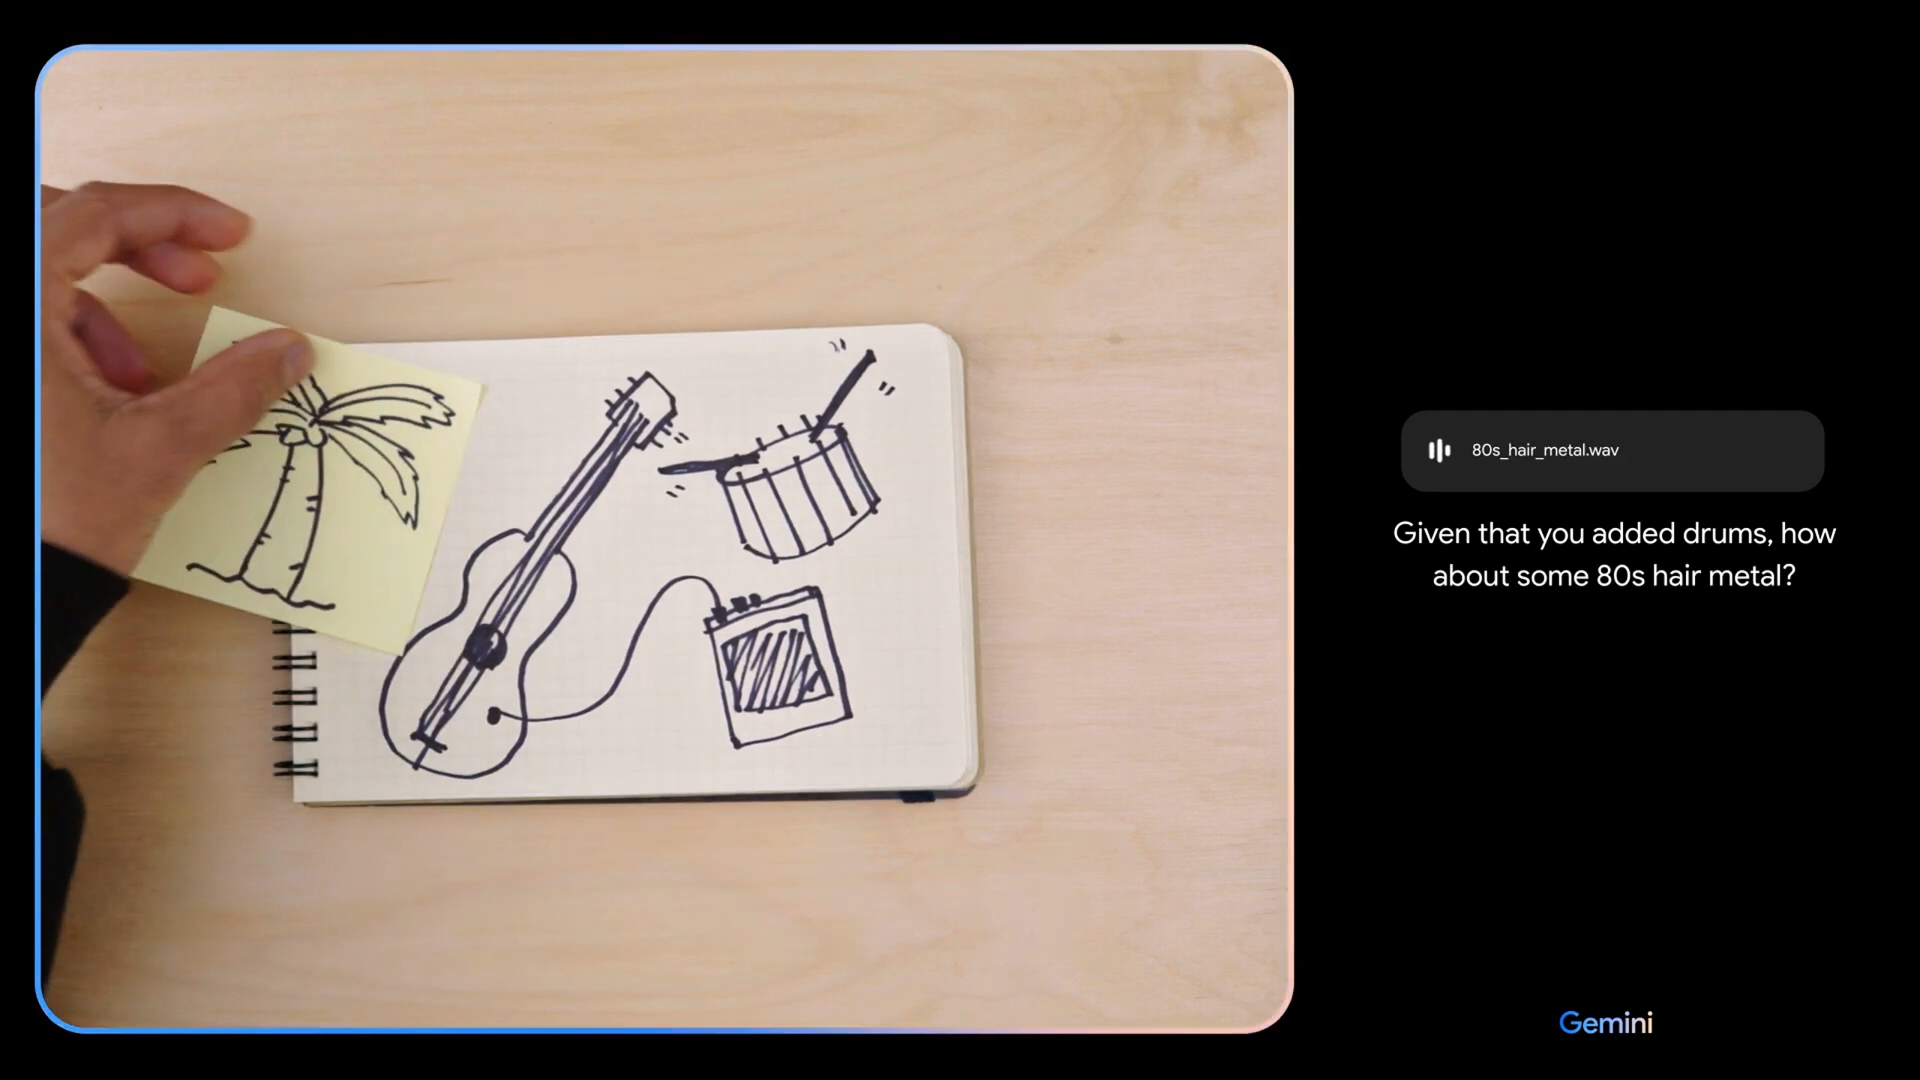 80s_hair_metal.wav
Given that you added drums, how
about some 80s hair metal?
Gemini